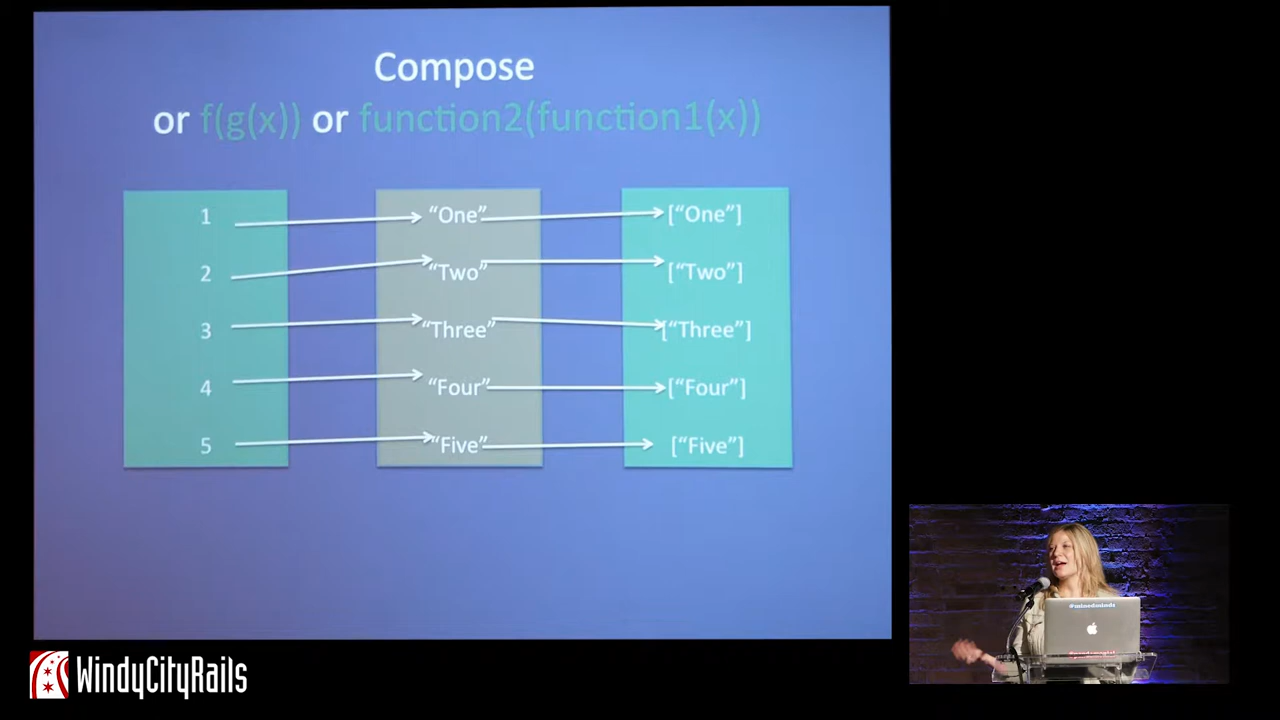 Compose
or f(g(x)) or function2(function1(x))
1 “One” [“One”]
2 “Two” [“Two”]
3 “Three” [“Three”]
4 “Four” [“Four”]
5 “Five” [“Five”]
#minedminds
WindyCityRails